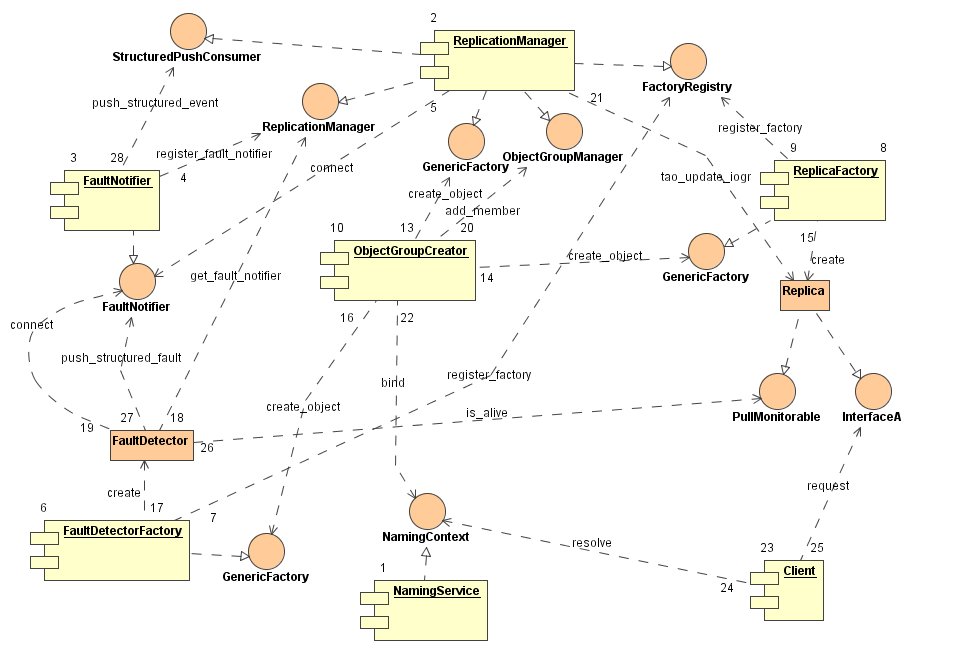 2
ReplicationManager
StructuredPushConsumer
FactoryRegistry
push_structured_event
5
21
ReplicationManager
register_factory
3
28
register_fault_notifier
GenericFactory
ObjectGroupManager
9
8
FaultNotifier
4
connect
ReplicaFactory
tao_update_iogr
create_object
add_member
10
13
20
15
ObjectGroupCreator
create_object
create
get_fault_notifier
14
GenericFactory
FaultNotifier
Replica
connect
16
22
push_structured_fault
register_factory
bind
create_object
is_alive
PullMonitorable
InterfaceA
27
18
19
FaultDetector
26
create
request
6
17
7
FaultDetectorFactory
NamingContext
resolve
23
25
GenericFactory
1
NamingService
24
Client